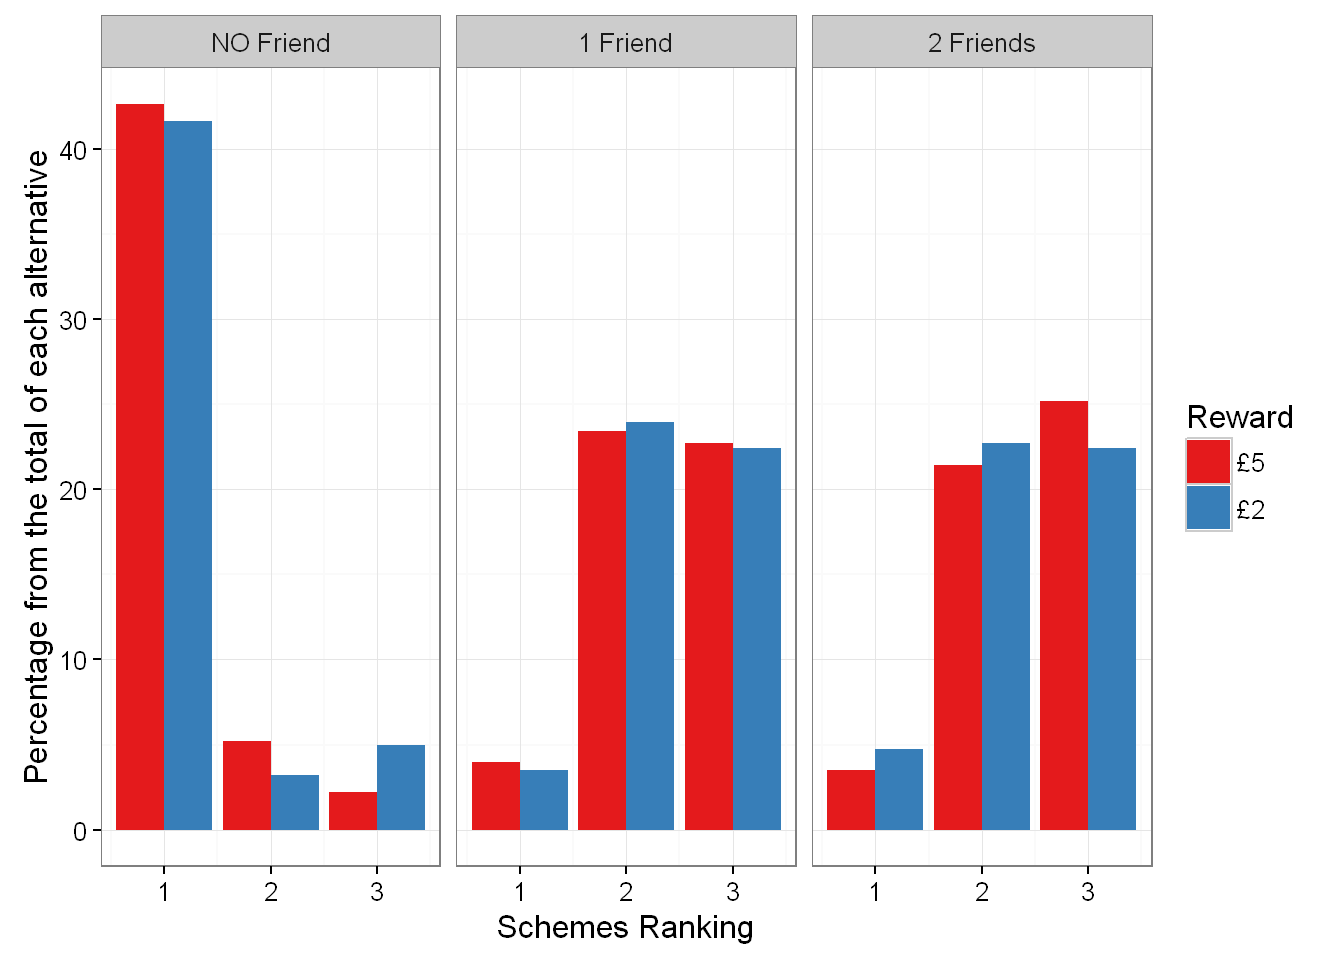 NO Friend
1 Friend
2 Friends
Percentage from the total of each alternative
40
30
20
10
0
1 2 3
1 2 3
1 2 3
Schemes Ranking
Reward
£5
£2